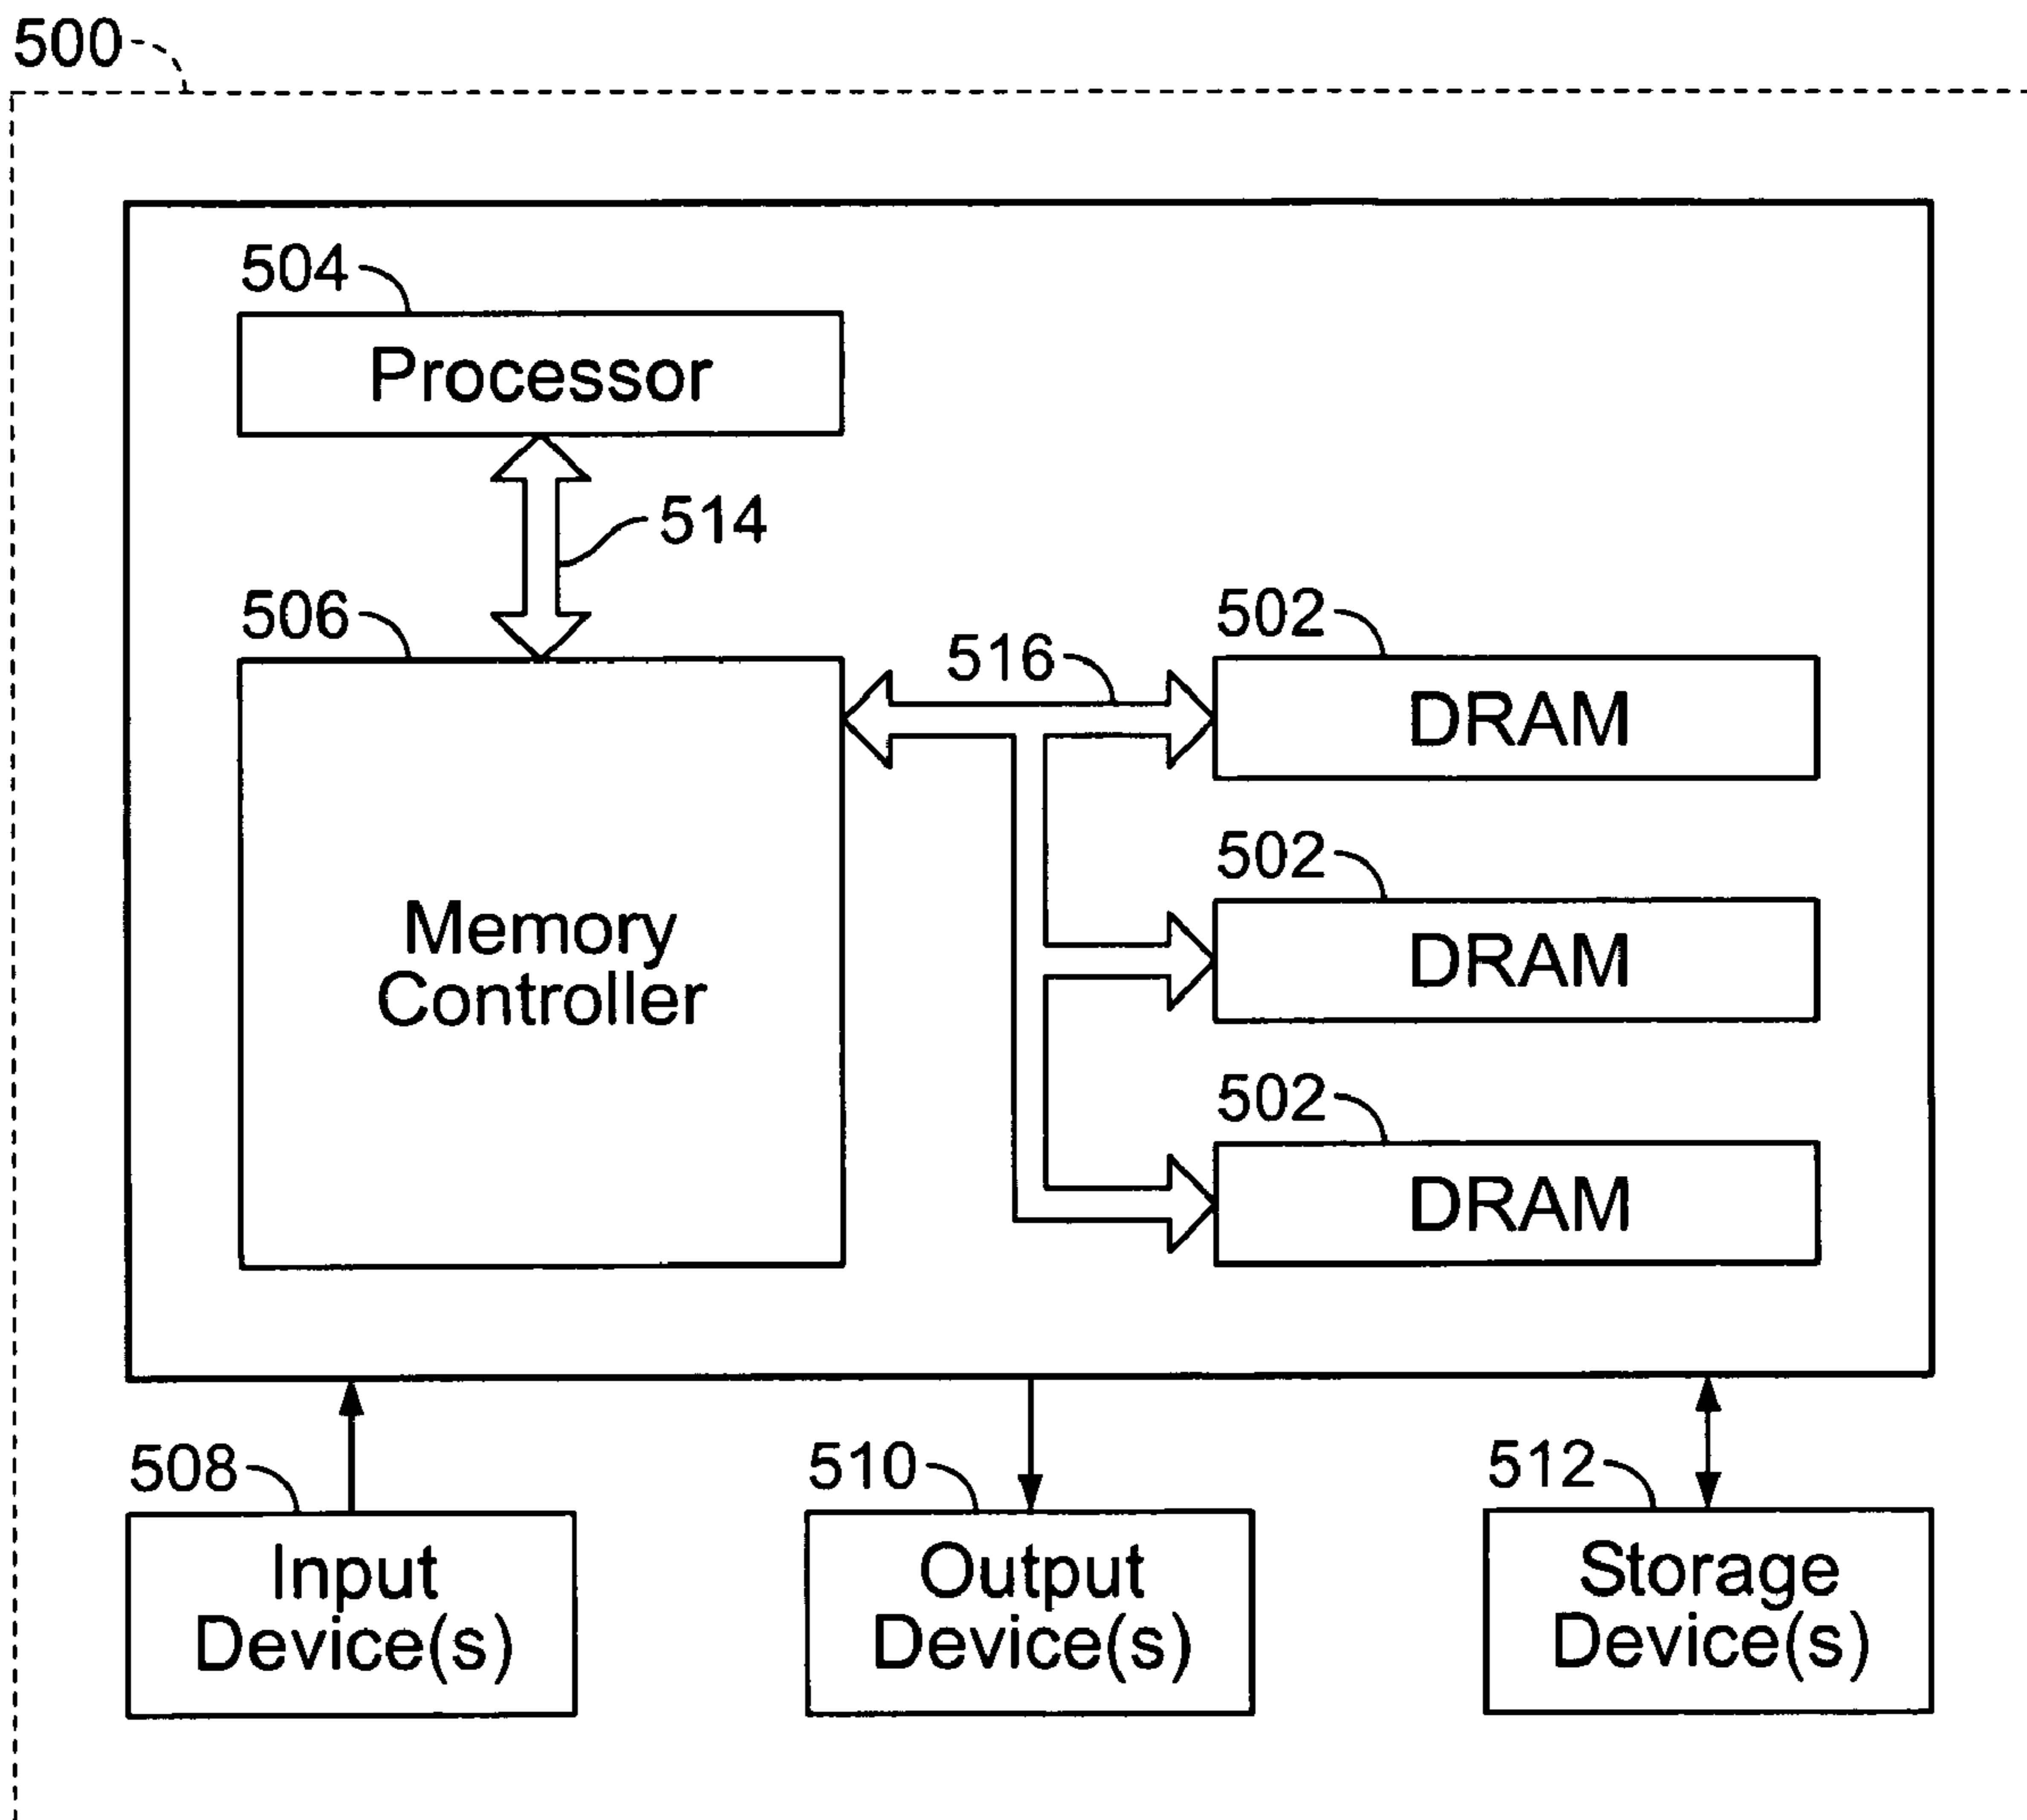 500
504
Processor
514
506
516
502
DRAM
Memory
Controller
502
DRAM
502
DRAM
508
Input
Device(s)
510
Output
Device(s)
512
Storage
Device(s)